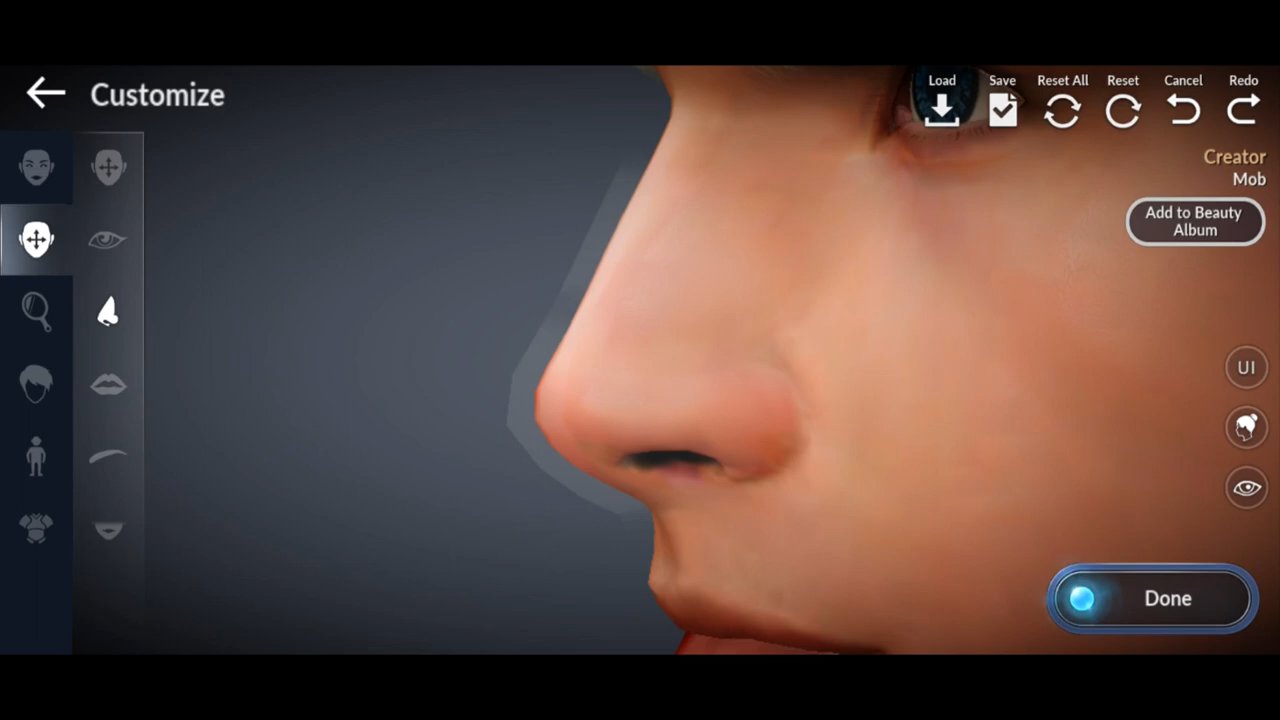 Customize
Load
Save
Reset All
Reset
Cancel
Redo
Creator
Mob
Add to Beauty
Album
UI
Done